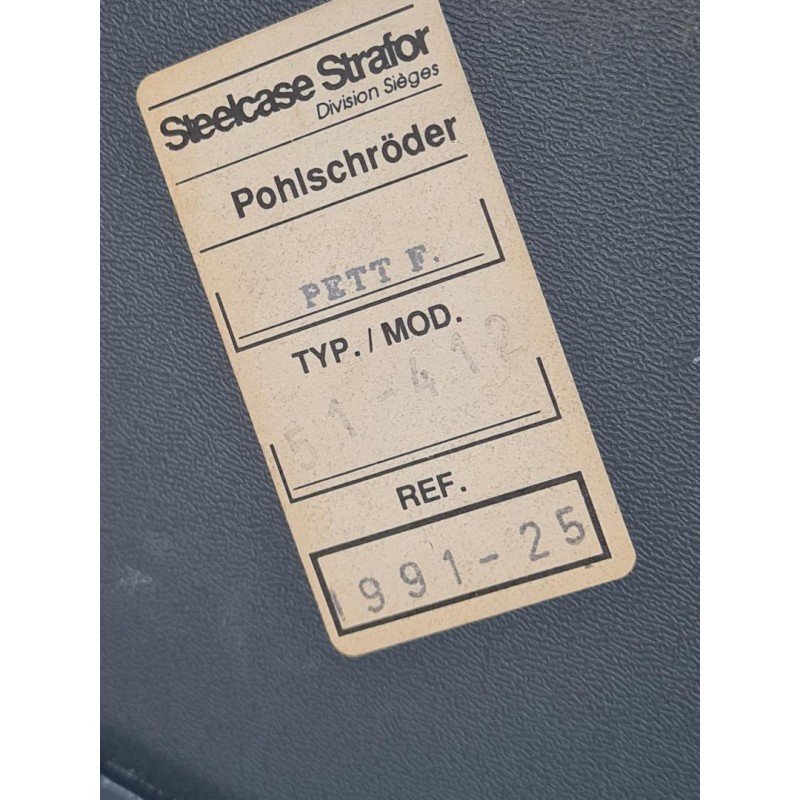 Steelcase Strafor
Division Sièges
Pohlschröder
PETT F.
TYP. / MOD.
51-412
REF.
1991-25